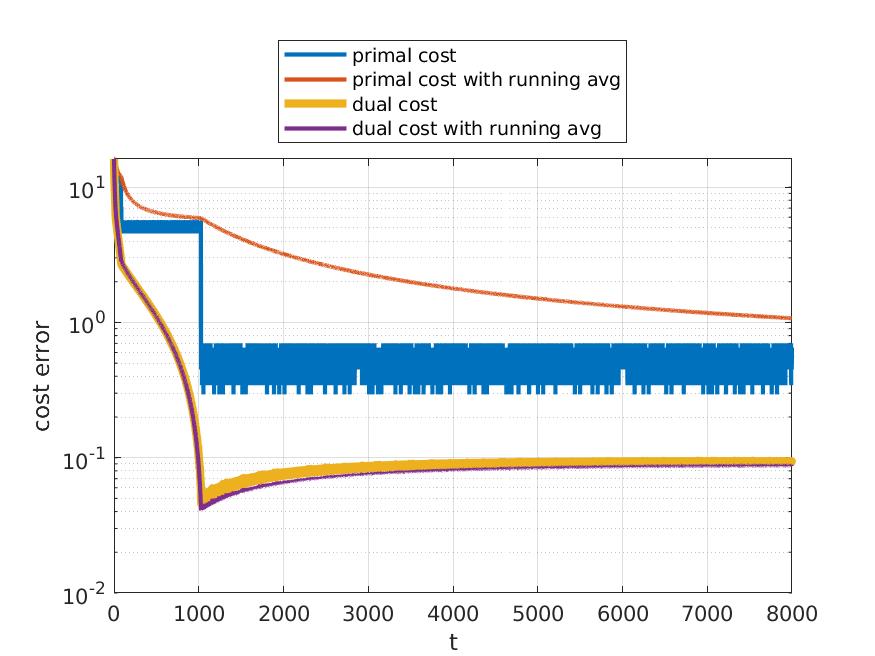 primal cost
primal cost with running avg
dual cost
dual cost with running avg
10^1
10^0
10^-1
10^-2
cost error
0 1000 2000 3000 4000 5000 6000 7000 8000
t